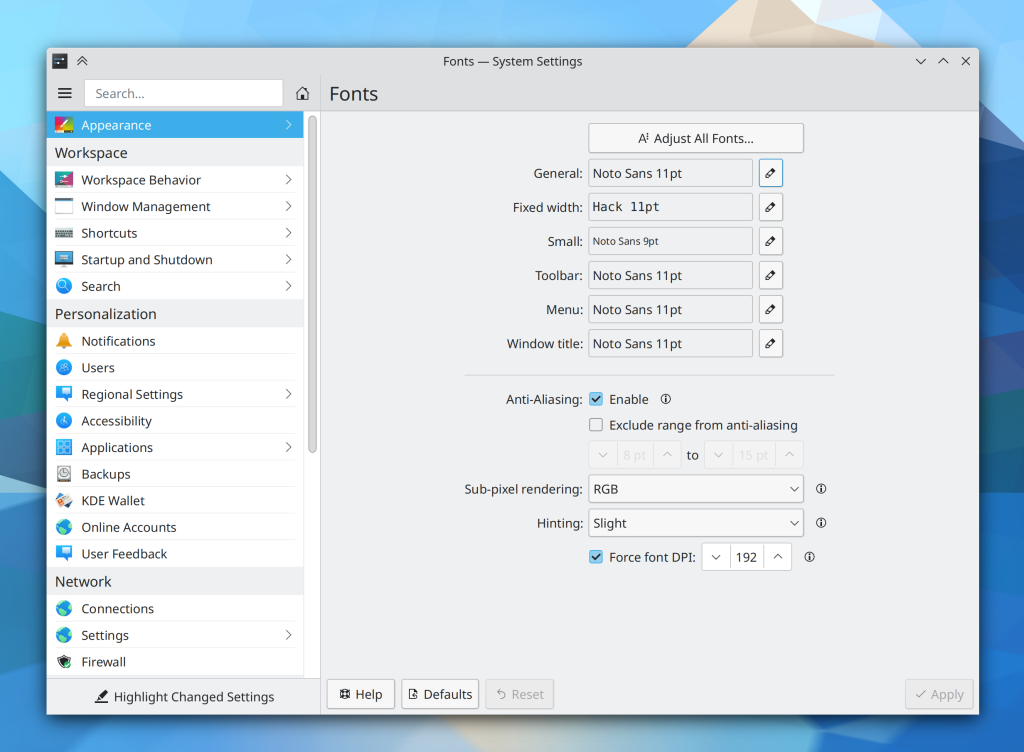 Fonts — System Settings
Search...
Fonts
Appearance
Workspace
Workspace Behavior
Window Management
Shortcuts
Startup and Shutdown
Search
Personalization
Notifications
Users
Regional Settings
Accessibility
Applications
Backups
KDE Wallet
Online Accounts
User Feedback
Network
Connections
Settings
Firewall
Highlight Changed Settings
Adjust All Fonts...
General: Noto Sans 11pt
Fixed width: Hack 11pt
Small: Noto Sans 9pt
Toolbar: Noto Sans 11pt
Menu: Noto Sans 11pt
Window title: Noto Sans 11pt
Anti-Aliasing: Enable
Exclude range from anti-aliasing
8 pt to 15 pt
Sub-pixel rendering: RGB
Hinting: Slight
Force font DPI: 192
Help Defaults Reset Apply